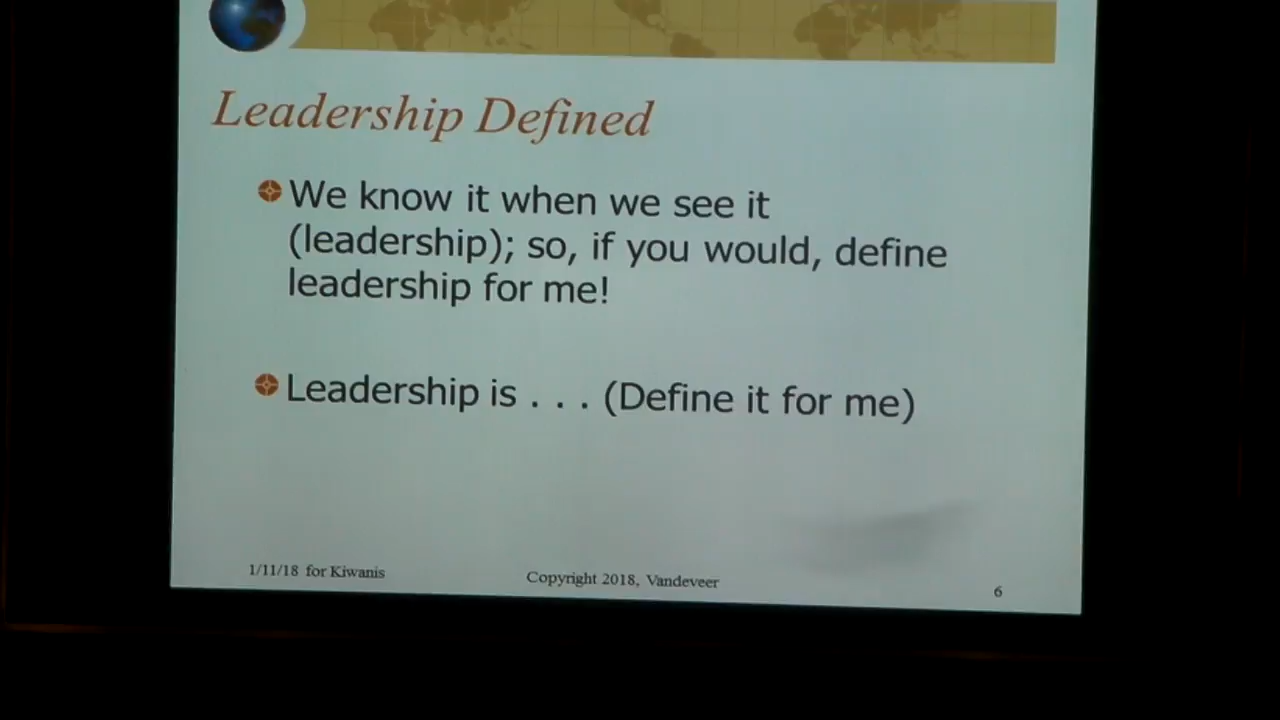 Leadership Defined
We know it when we see it
(leadership); so, if you would, define
leadership for me!
Leadership is . . . (Define it for me)
1/11/18 for Kiwanis
Copyright 2018, Vandeveer
6